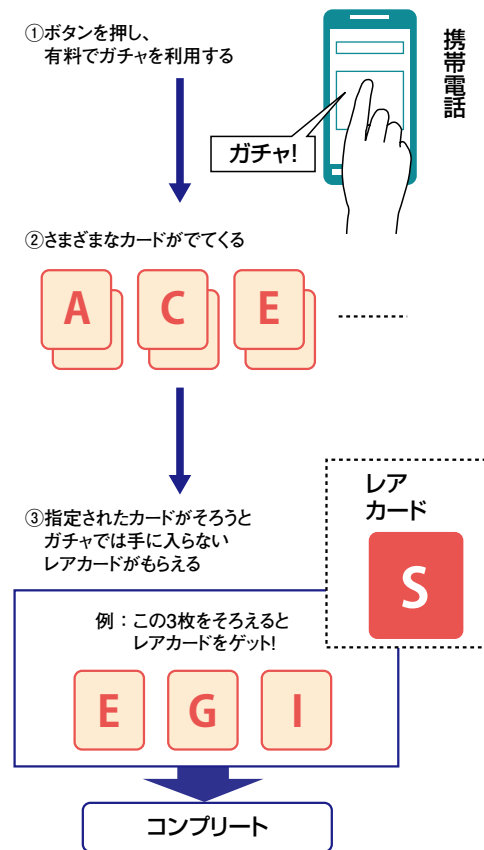 ①ボタンを押し、
有料でガチャを利用する
携帯電話
ガチャ!
②さまざまなカードがでてくる
A
C
E
レア
カード
S
③指定されたカードがそろうと
ガチャでは手に入らない
レアカードがもらえる
例：この3枚をそろえると
レアカードをゲット!
E
G
I
コンプリート